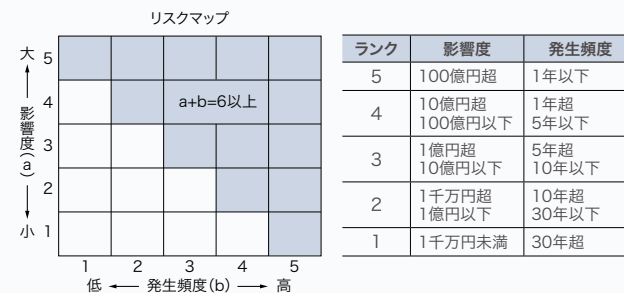 リスクマップ
大
影響度(a)
小
5
4
3
2
1
a+b=6以上
1 2 3 4 5
低 発生頻度(b) 高
ランク 影響度 発生頻度
5 100億円超 1年以下
4 10億円超 1年超
100億円以下 5年以下
3 1億円超 5年超
10億円以下 10年以下
2 1千万円超 10年超
1億円以下 30年以下
1 1千万円未満 30年超